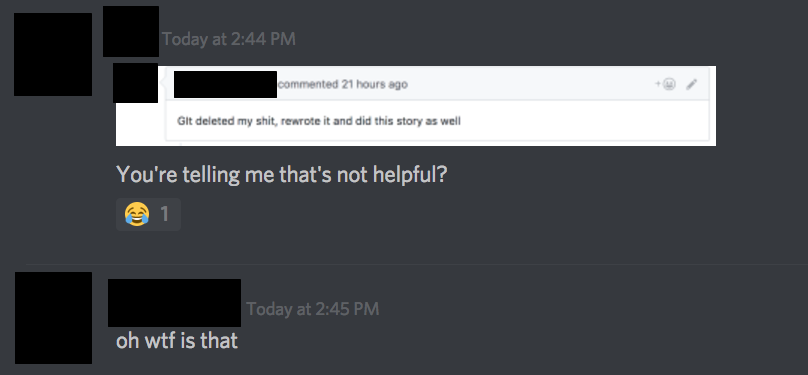 Today at 2:44 PM
commented 21 hours ago
GIt deleted my shit, rewrote it and did this story as well
You're telling me that's not helpful?
1
Today at 2:45 PM
oh wtf is that